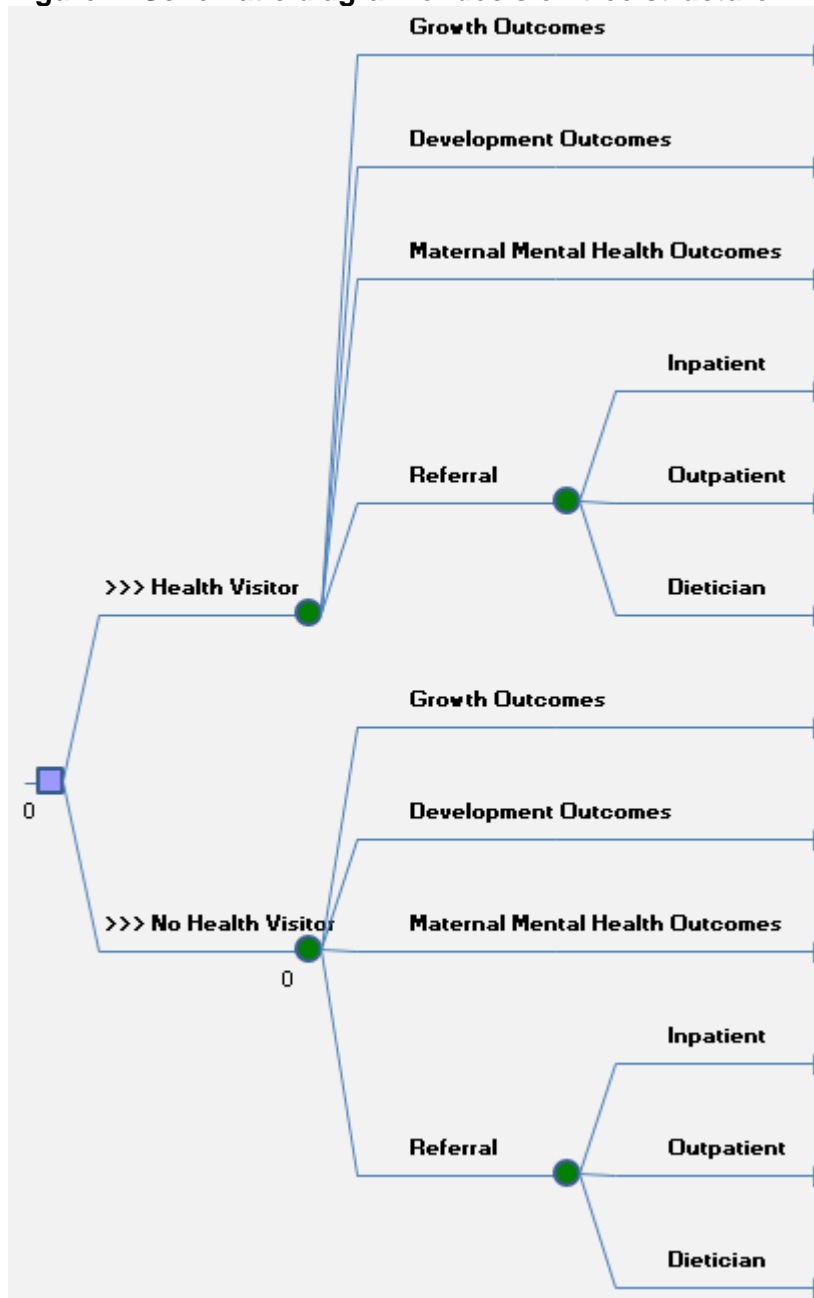 Growth Outcomes
Development Outcomes
Maternal Mental Health Outcomes
Inpatient
Referral
Outpatient
>>> Health Visitor
Dietician
Growth Outcomes
0
Development Outcomes
>>> No Health Visitor
Maternal Mental Health Outcomes
0
Inpatient
Referral
Outpatient
Dietician